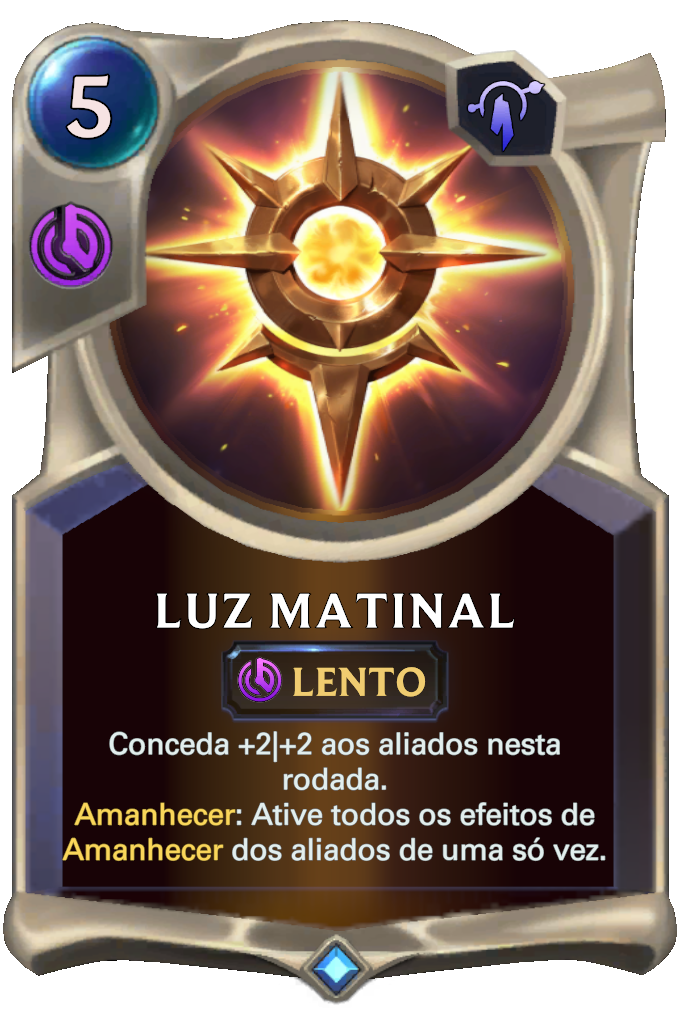 5
LUZ MATINAL
LENTO
Conceda +2|+2 aos aliados nesta
rodada.
Amanhecer: Ative todos os efeitos de
Amanhecer dos aliados de uma só vez.